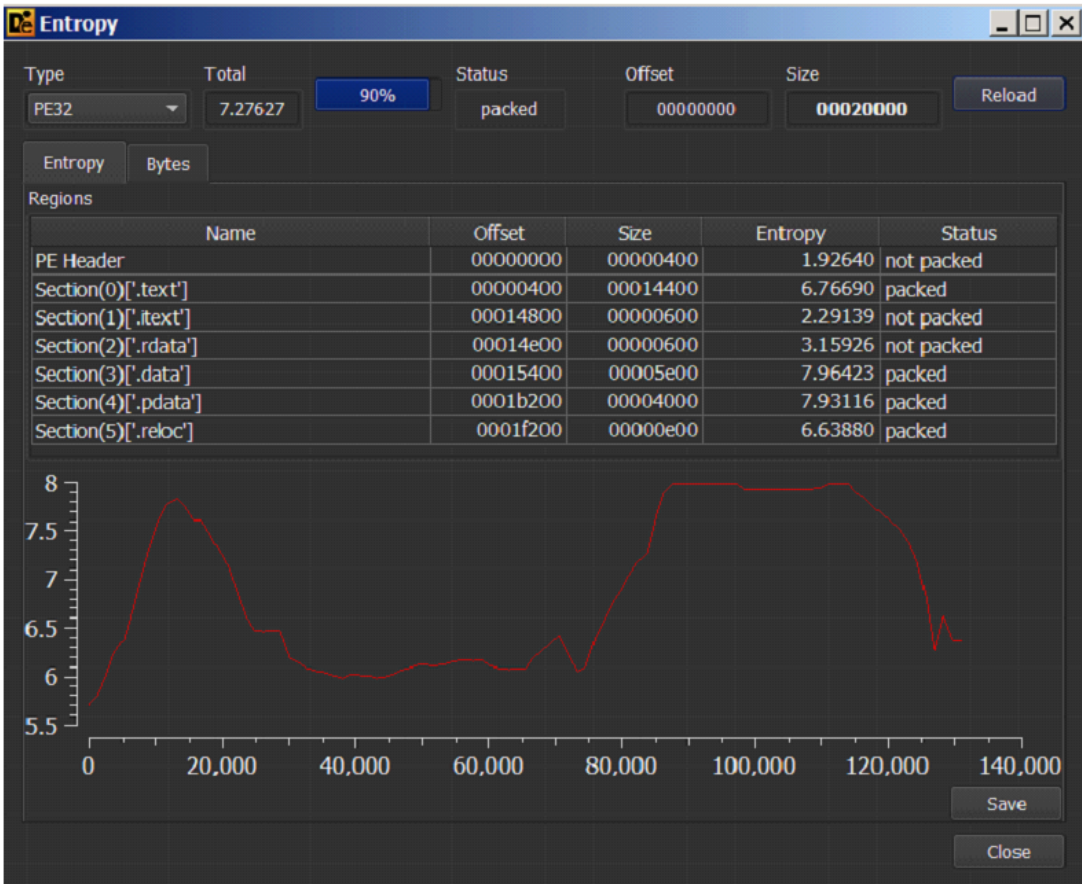 De Entropy
Type Total Status Offset Size
PE32 7.27627 90% packed 00000000 00020000 Reload
Entropy Bytes
Regions
Name Offset Size Entropy Status
PE Header 00000000 00000400 1.92640 not packed
Section(0)['.text'] 00000400 00014400 6.76690 packed
Section(1)['.itext'] 00014800 00000600 2.29139 not packed
Section(2)['.rdata'] 00014e00 00000600 3.15926 not packed
Section(3)['.data'] 00015400 00005e00 7.96423 packed
Section(4)['.pdata'] 0001b200 00004000 7.93116 packed
Section(5)['.reloc'] 0001f200 00000e00 6.63880 packed
8
7.5
7
6.5
6
5.5
0 20,000 40,000 60,000 80,000 100,000 120,000 140,000
Save
Close